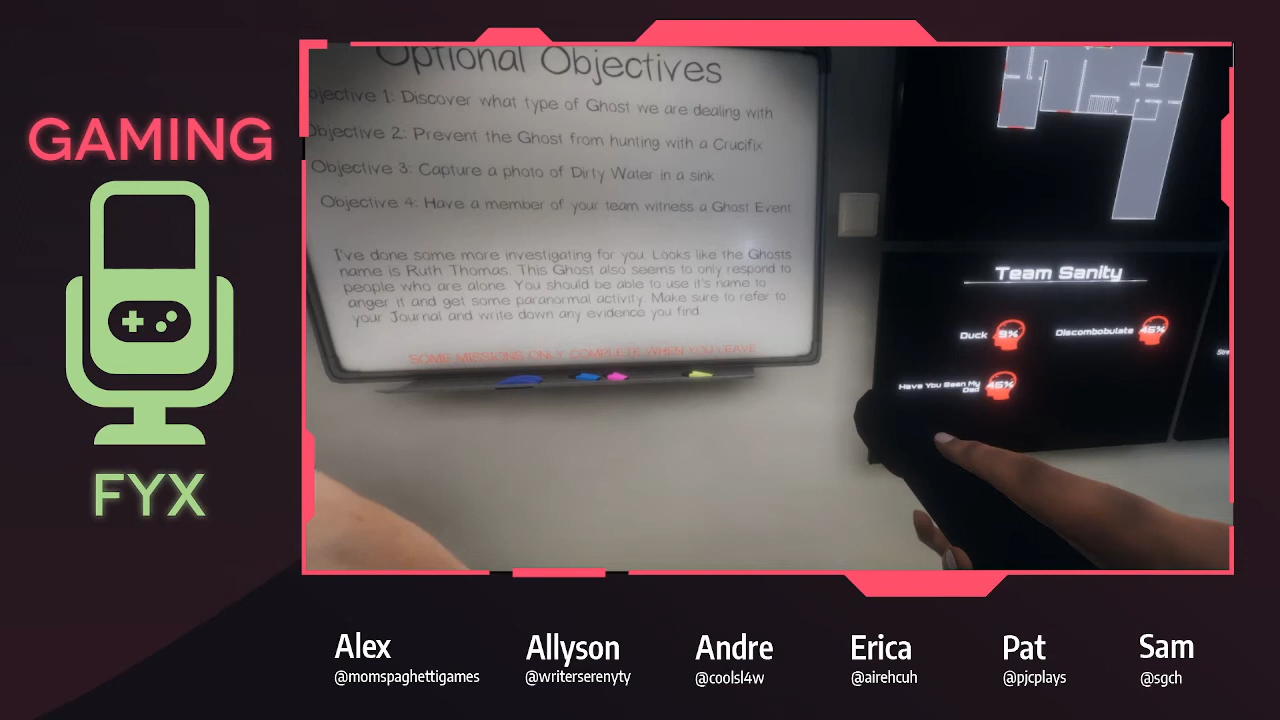 GAMING
FYX
Optional Objectives
Objective 1: Discover what type of Ghost we are dealing with
Objective 2: Prevent the Ghost from hunting with a Crucifix
Objective 3: Capture a photo of Dirty Water in a sink
Objective 4: Have a member of your team witness a Ghost Event
I've done some more investigating for you. Looks like the Ghosts
name is Ruth Thomas. This Ghost also seems to only respond to
people who are alone. You should be able to use it's name to
anger it and get some paranormal activity. Make sure to refer to
your Journal and write down any evidence you find.
SOME MISSIONS ONLY COMPLETE WHEN YOU LEAVE
Team Sanity
Duck 9%
Discombobulate 45%
Have You Seen My
Dad 45%
Alex
@momspaghettigames
Allyson
@writerserenyty
Andre
@coolsl4w
Erica
@airehcuh
Pat
@pjcplays
Sam
@sgch